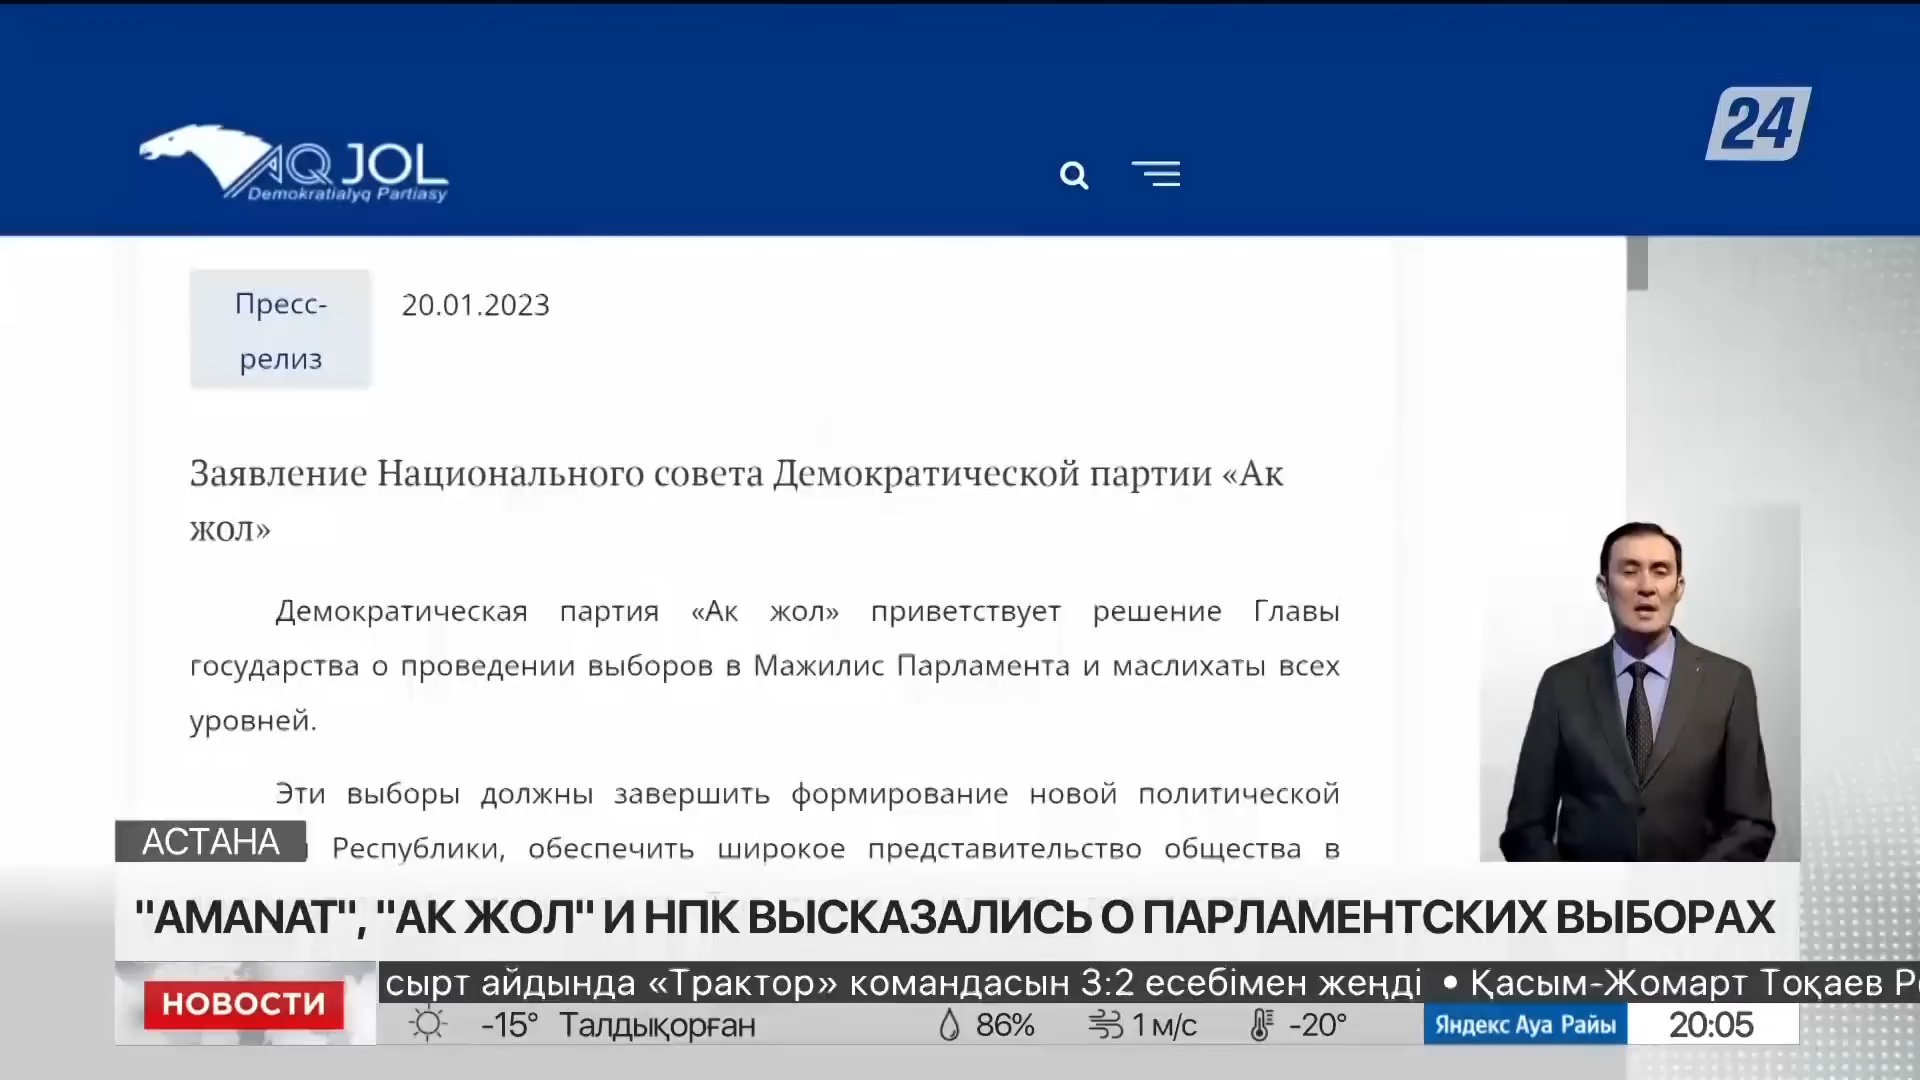 24
AQ JOL
Demokratialyq Partiasy
Пресс-
релиз
20.01.2023
Заявление Национального совета Демократической партии «Ак
жол»
Демократическая партия «Ак жол» приветствует решение Главы
государства о проведении выборов в Мажилис Парламента и маслихаты всех
уровней.
Эти выборы должны завершить формирование новой политической
Республики, обеспечить широкое представительство общества в
АСТАНА
"AMANAT", "АК ЖОЛ" И НПК ВЫСКАЗАЛИСЬ О ПАРЛАМЕНТСКИХ ВЫБОРАХ
НОВОСТИ
сырт айдында «Трактор» командасын 3:2 есебімен жеңді • Қасым-Жомарт Тоқаев
-15° Талдықорған 86% 1 м/с -20° Яндекс Ауа Райы 20:05